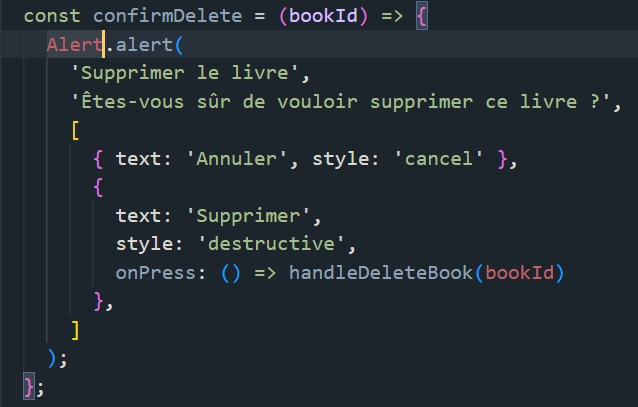 const confirmDelete = (bookId) => {
Alert.alert(
'Supprimer le livre',
'Êtes-vous sûr de vouloir supprimer ce livre ?',
[
{ text: 'Annuler', style: 'cancel' },
{
text: 'Supprimer',
style: 'destructive',
onPress: () => handleDeleteBook(bookId)
},
]
);
};